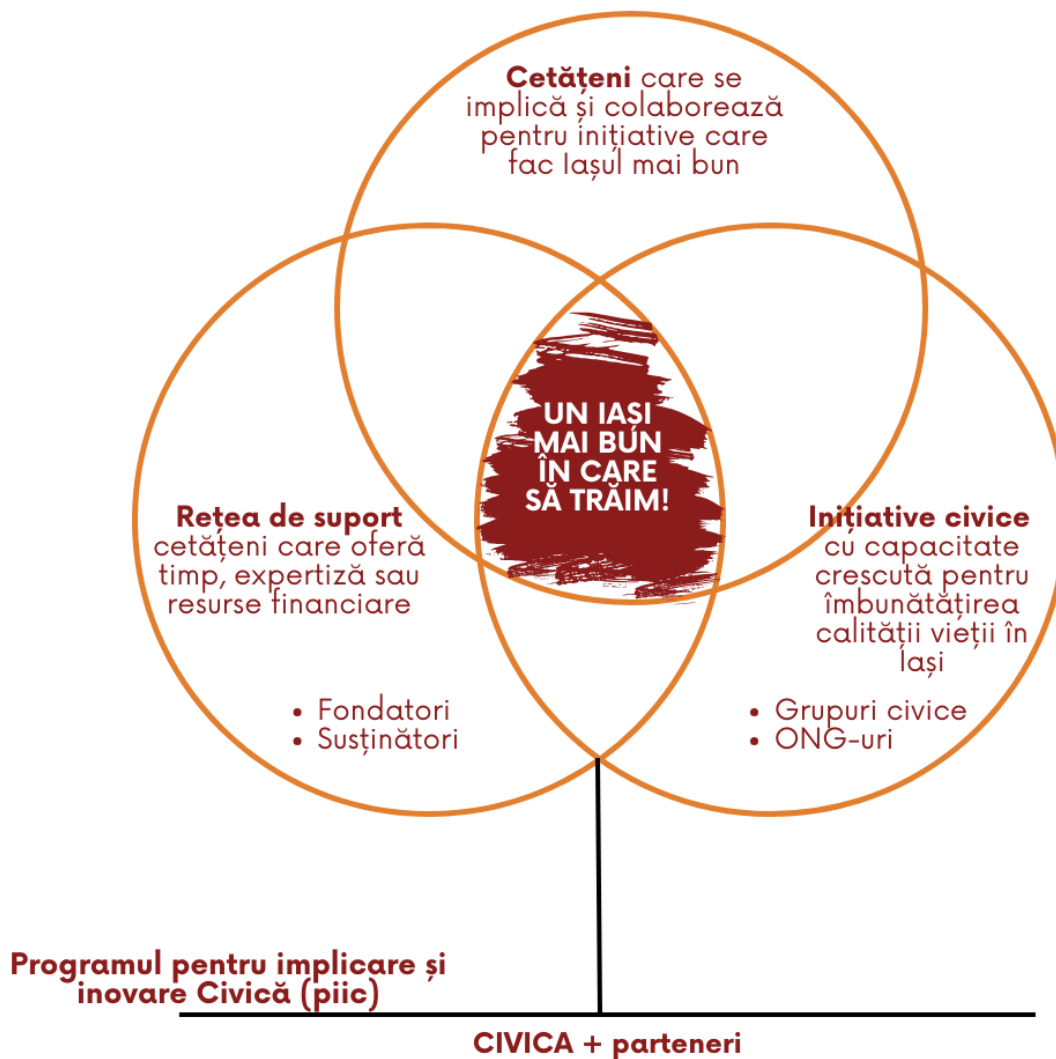 Cetățeni care se
implică și colaborează
pentru inițiative care
fac Iașul mai bun
UN IAȘI
MAI BUN
ÎN CARE
SĂ TRĂIM!
Rețea de suport
cetățeni care oferă
timp, expertiză sau
resurse financiare
• Fondatori
• Susținători
Inițiative civice
cu capacitate
crescută pentru
îmbunătățirea
calității vieții în
Iași
• Grupuri civice
• ONG-uri
Programul pentru implicare și
inovare Civică (piic)
CIVICA + parteneri